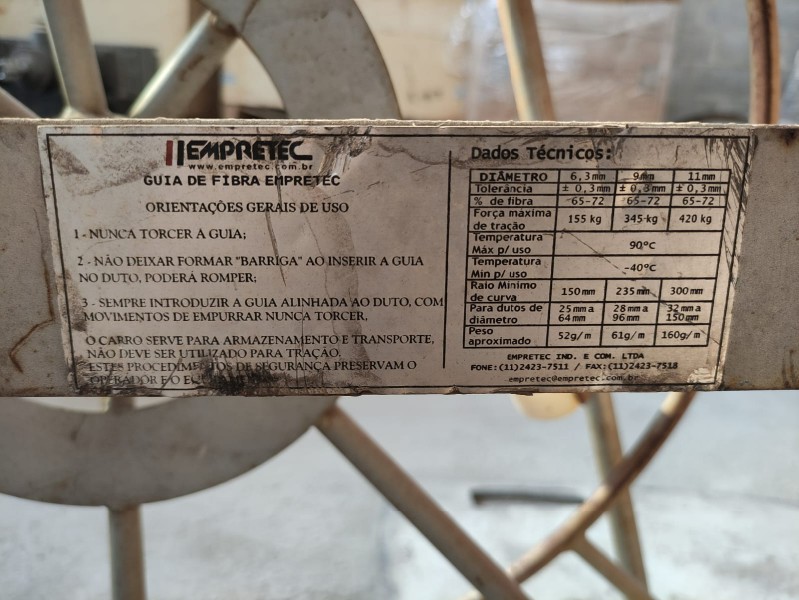 EMPRETEC
www.empretec.com.br
GUIA DE FIBRA EMPRETEC
ORIENTAÇÕES GERAIS DE USO
1 - NUNCA TORCER A GUIA;
2 - NÃO DEIXAR FORMAR "BARRIGA" AO INSERIR A GUIA
NO DUTO, PODERÁ ROMPER;
3 - SEMPRE INTRODUZIR A GUIA ALINHADA AO DUTO, COM
MOVIMENTOS DE EMPURRAR NUNCA TORCER,
O CARRO SERVE PARA ARMAZENAMENTO E TRANSPORTE,
NÃO DEVE SER UTILIZADO PARA TRAÇÃO.
ESTES PROCEDIMENTOS DE SEGURANÇA PRESERVAM O
OPERADOR E O
Dados Técnicos:
DIÂMETRO 6,3mm 9mm 11mm
Tolerância ± 0,3mm ± 0,3mm ± 0,3mm
% de fibra 65-72 65-72 65-72
Força máxima
de tração 155 kg 345 kg 420 kg
Temperatura
Máx p/ uso 90ºC
Temperatura
Min p/ uso -40ºC
Raio Mínimo
de curva 150mm 235mm 300mm
Para dutos de 25mm a 28mm a 32mm a
diâmetro 64mm 96mm 150mm
Peso
aproximado 52g/m 61g/m 160g/m
EMPRETEC IND. E COM. LTDA
FONE:(11)2423-7511 / FAX:(11)2423-7518
empretec@empretec.com.br